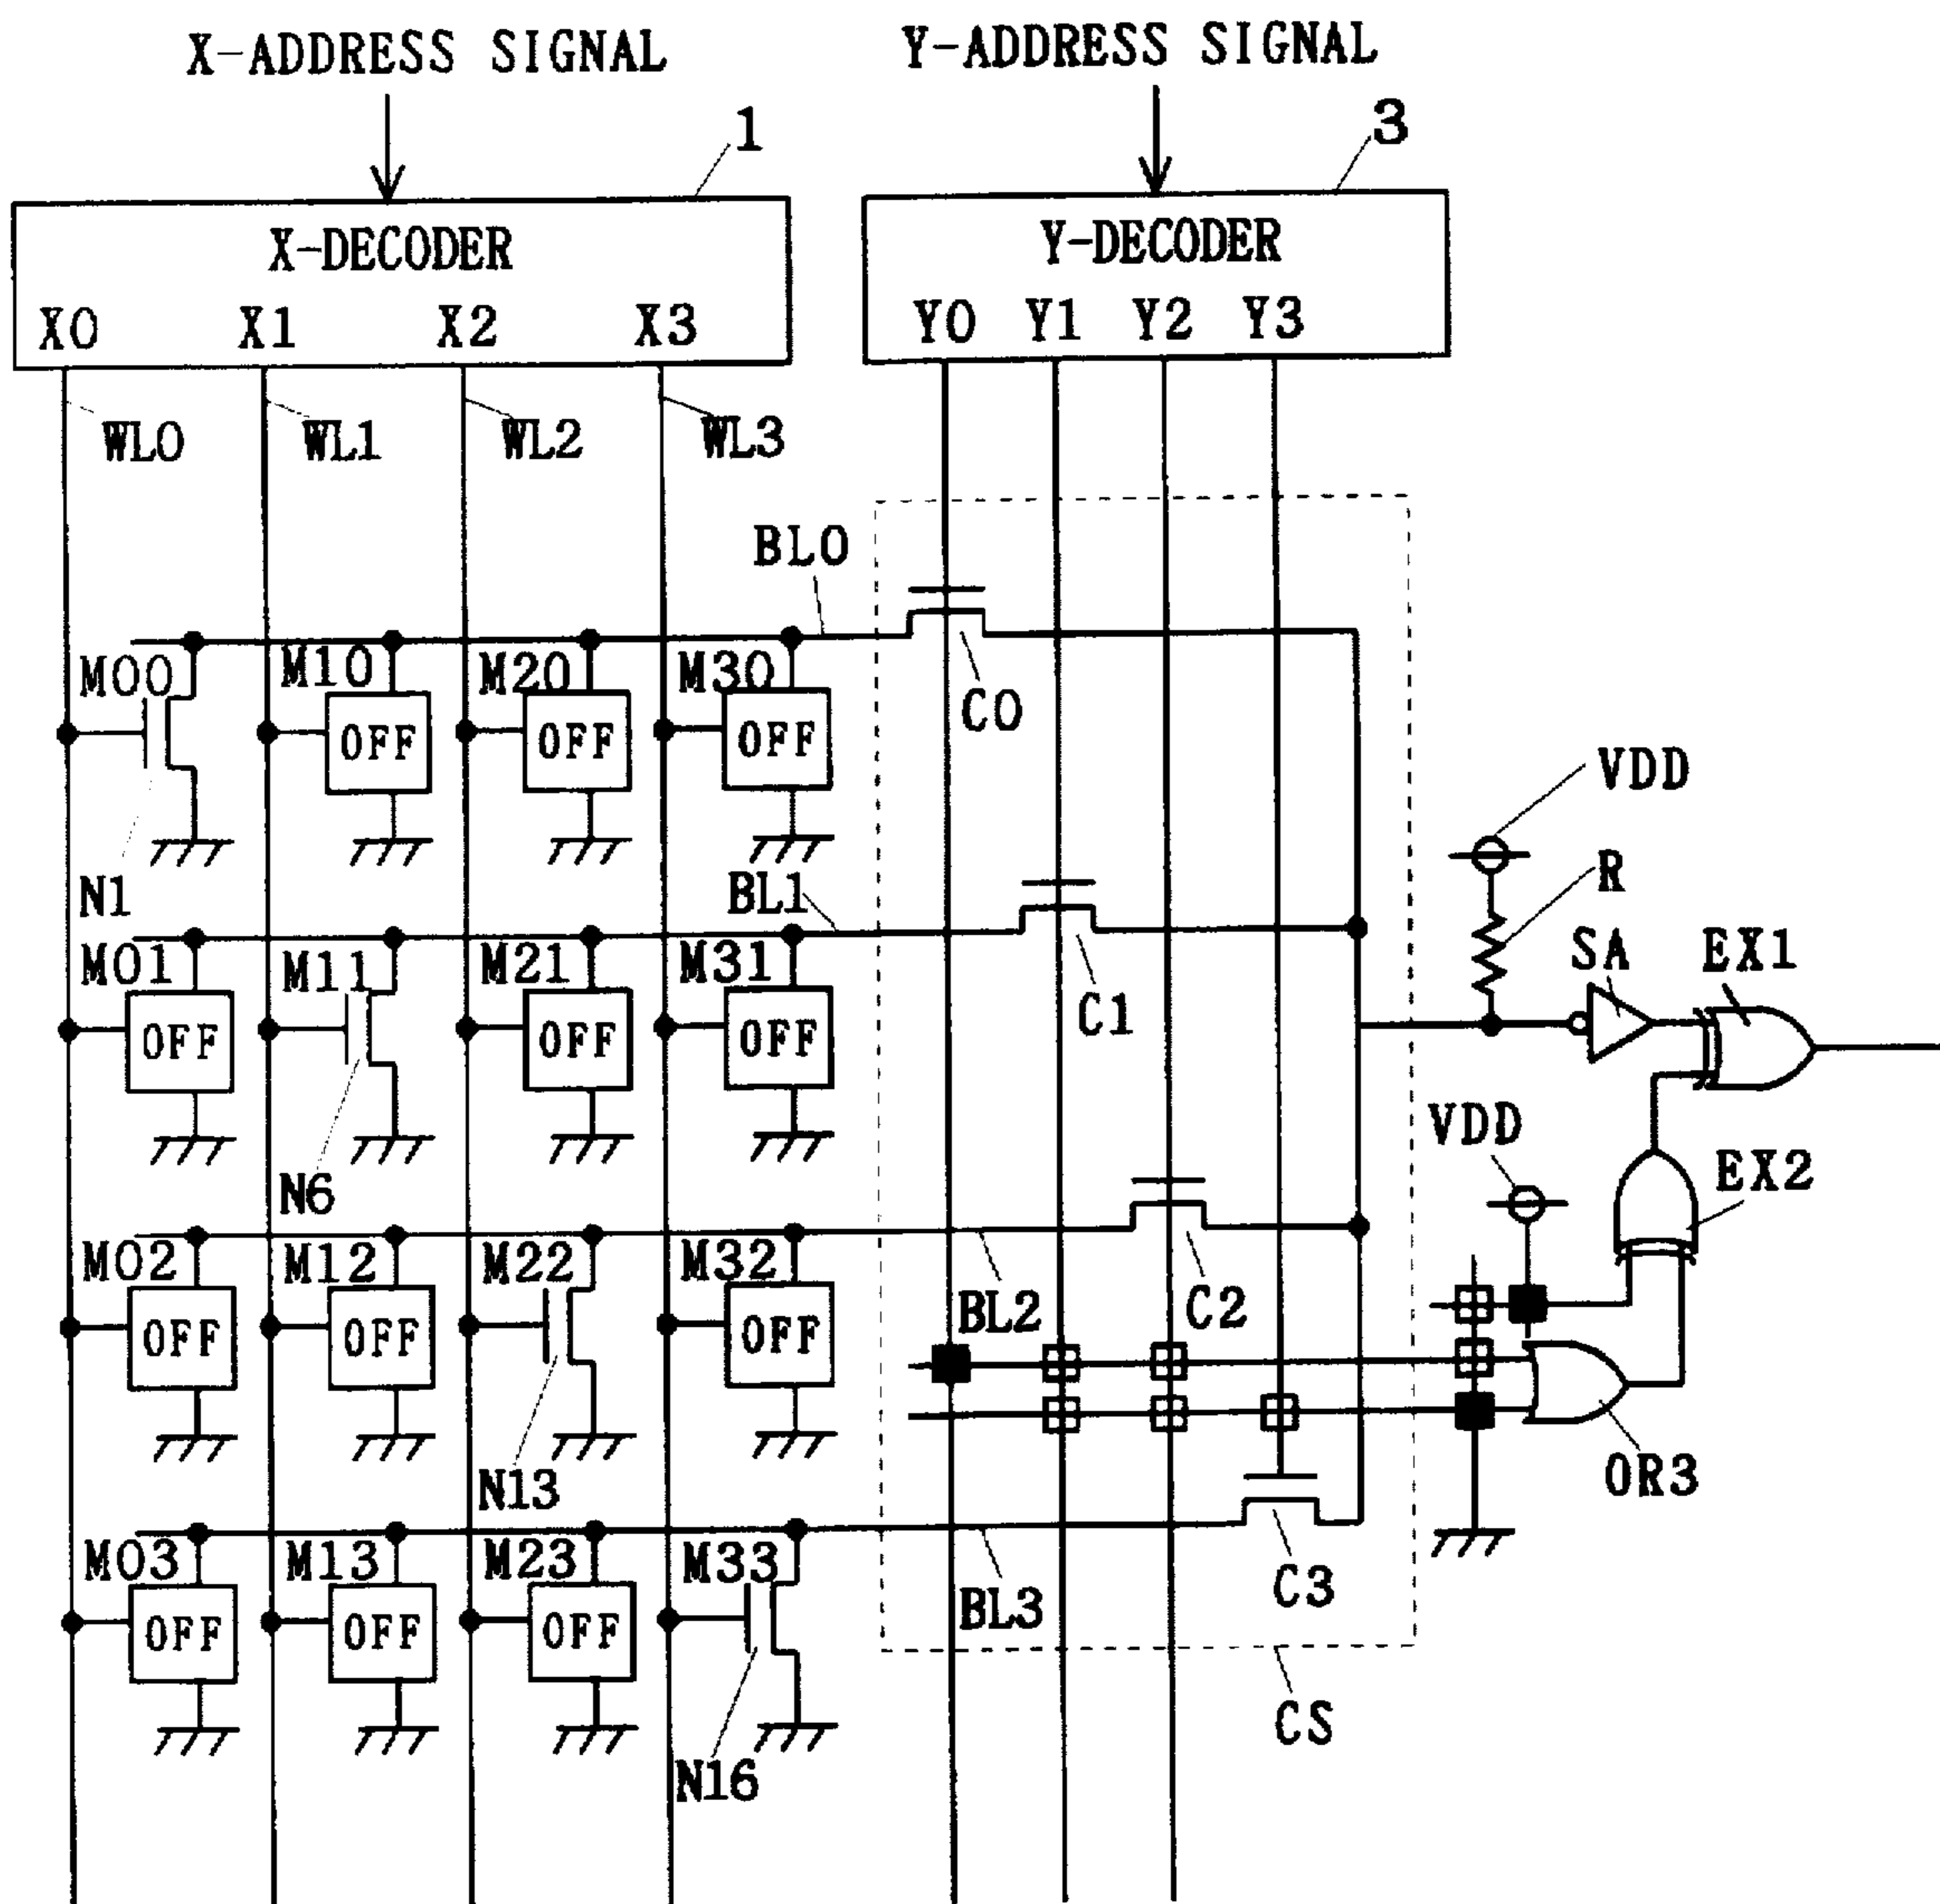 X-ADDRESS SIGNAL
Y-ADDRESS SIGNAL
1
3
X-DECODER
X0 X1 X2 X3
Y-DECODER
Y0 Y1 Y2 Y3
WL0 WL1 WL2 WL3
BL0
M00 M10 M20 M30
OFF OFF OFF
C0
N1
VDD
R
BL1
M01 M11 M21 M31
OFF OFF OFF
C1
SA
EX1
N6
VDD
EX2
M02 M12 M22 M32
OFF OFF OFF
BL2
C2
N13
OR3
M03 M13 M23 M33
OFF OFF OFF
BL3
C3
N16
CS